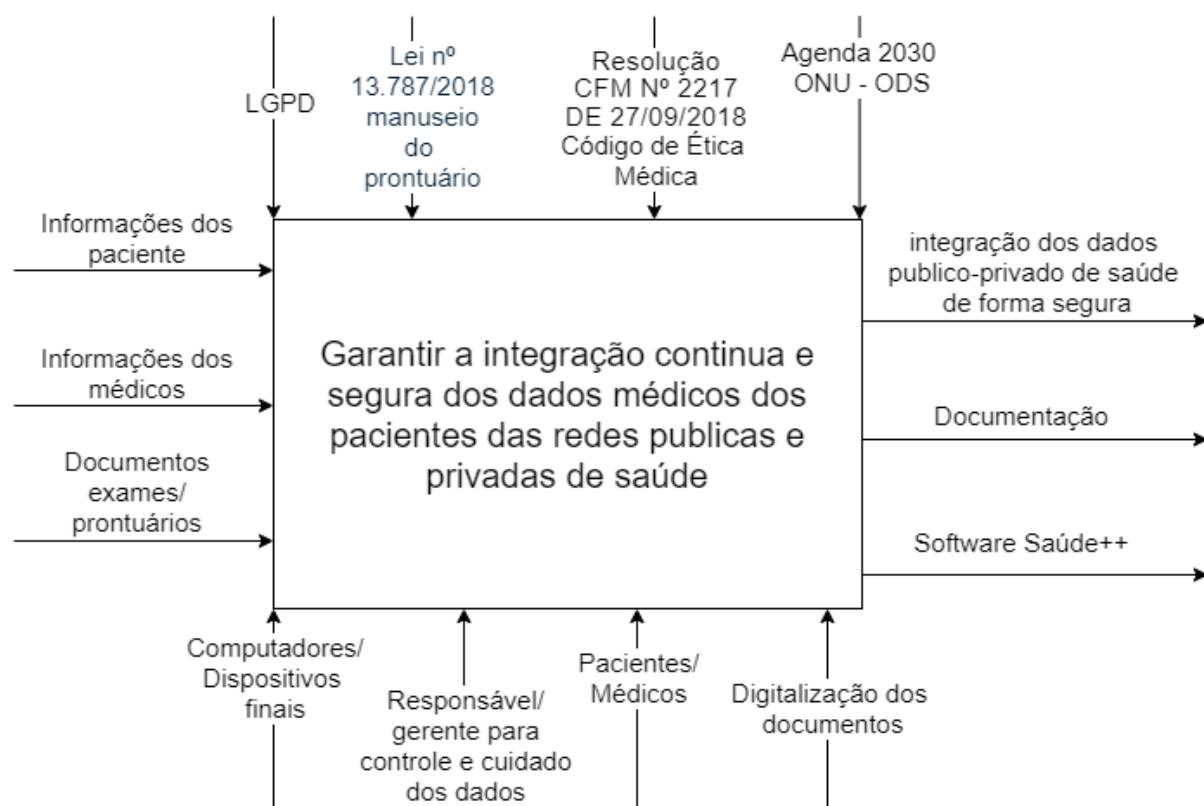 LGPD
Lei nº
13.787/2018
manuseio
do
prontuário
Resolução
CFM Nº 2217
DE 27/09/2018
Código de Ética
Médica
Agenda 2030
ONU - ODS
Informações dos
paciente
Informações dos
médicos
Documentos
exames/
prontuários
Garantir a integração continua e
segura dos dados médicos dos
pacientes das redes publicas e
privadas de saúde
integração dos dados
publico-privado de saúde
de forma segura
Documentação
Software Saúde++
Computadores/
Dispositivos
finais
Responsável/
gerente para
controle e cuidado
dos dados
Pacientes/
Médicos
Digitalização dos
documentos